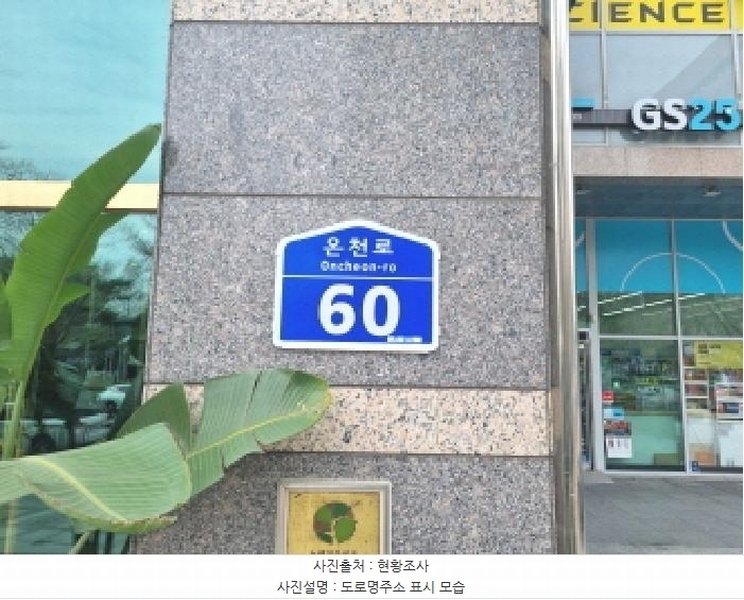 CIENCE
GS25
온천로
Oncheon-ro
60
사진출처 : 현황조사
사진설명 : 도로명주소 표시 모습